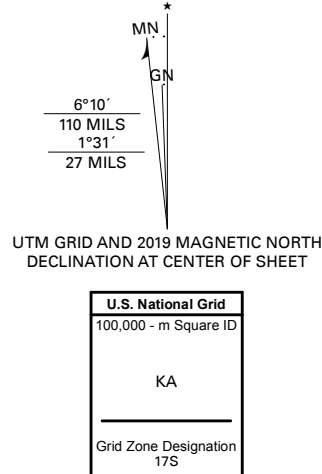 ★
MN
GN
6°10´
110 MILS
1°31´
27 MILS
UTM GRID AND 2019 MAGNETIC NORTH
DECLINATION AT CENTER OF SHEET
U.S. National Grid
100,000 - m Square ID
KA
Grid Zone Designation
17S